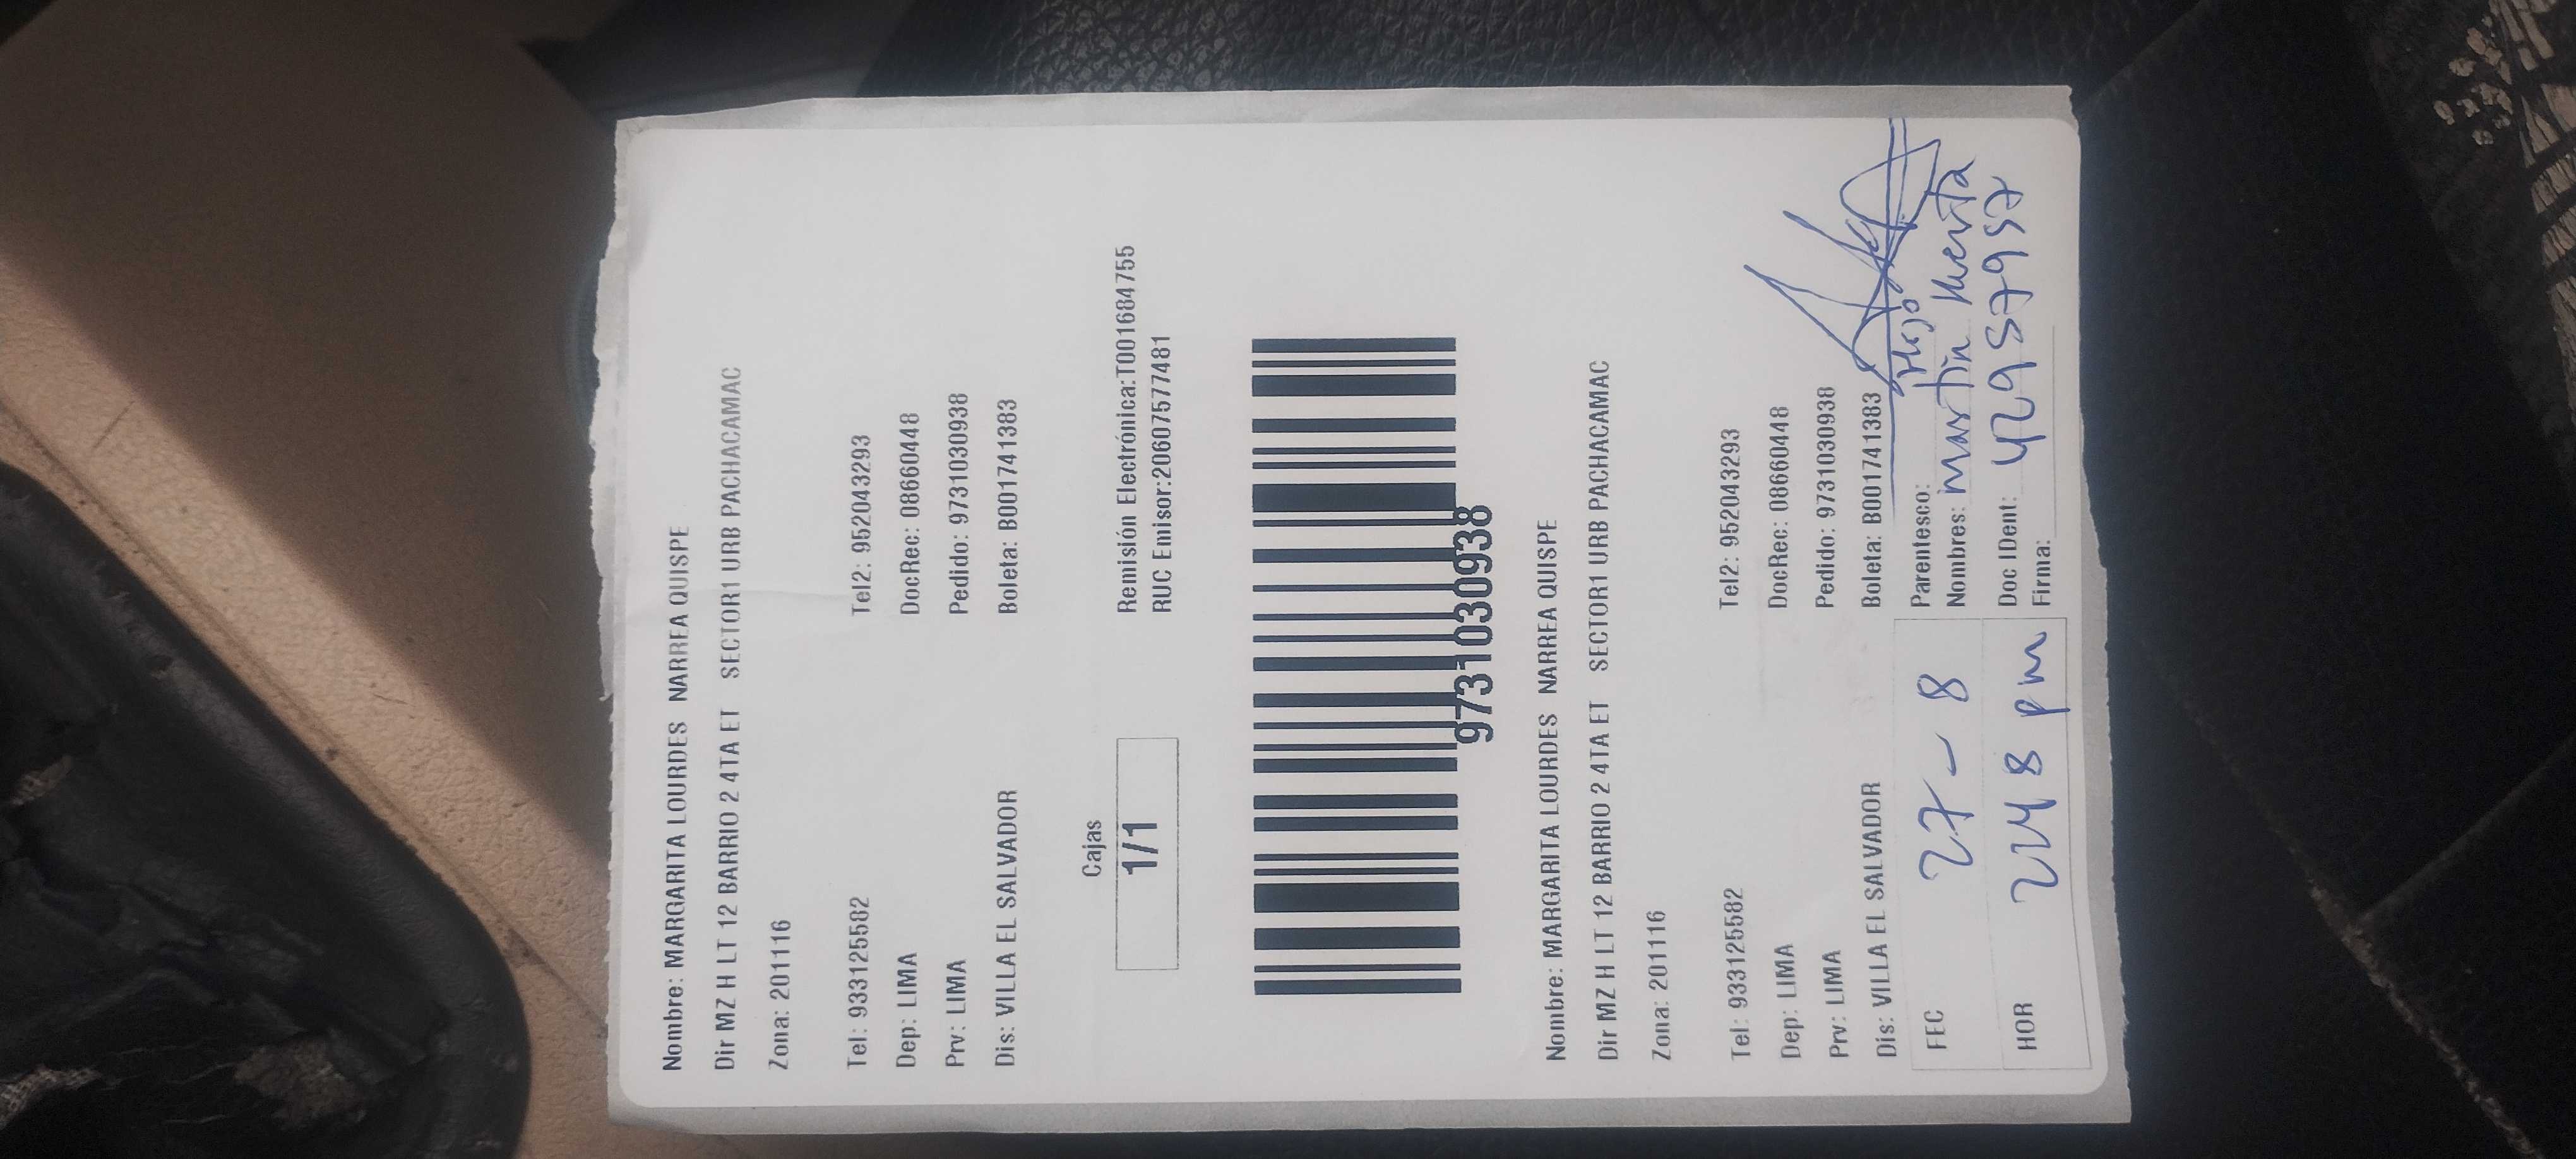 Nombre: MARGARITA LOURDES NARREA QUISPE
Dir MZ H LT 12 BARRIO 2 4TA ET SECTOR1 URB PACHACAMAC
Zona: 201116
Tel: 933125582 Tel2: 952043293
Dep: LIMA DocRec: 08660448
Prv: LIMA Pedido: 9731030938
Dis: VILLA EL SALVADOR Boleta: B001741383
Cajas
1/1
Remisión Electrónica:T001684755
RUC Emisor:20607577481
9731030938
Nombre: MARGARITA LOURDES NARREA QUISPE
Dir MZ H LT 12 BARRIO 2 4TA ET SECTOR1 URB PACHACAMAC
Zona: 201116
Tel: 933125582 Tel2: 952043293
Dep: LIMA DocRec: 08660448
Prv: LIMA Pedido: 9731030938
Dis: VILLA EL SALVADOR Boleta: B001741383
FEC 27-8
HOR 248 pm
Parentesco: Hijo
Nombres: Martin Huerta
Doc IDent: 42957957
Firma: